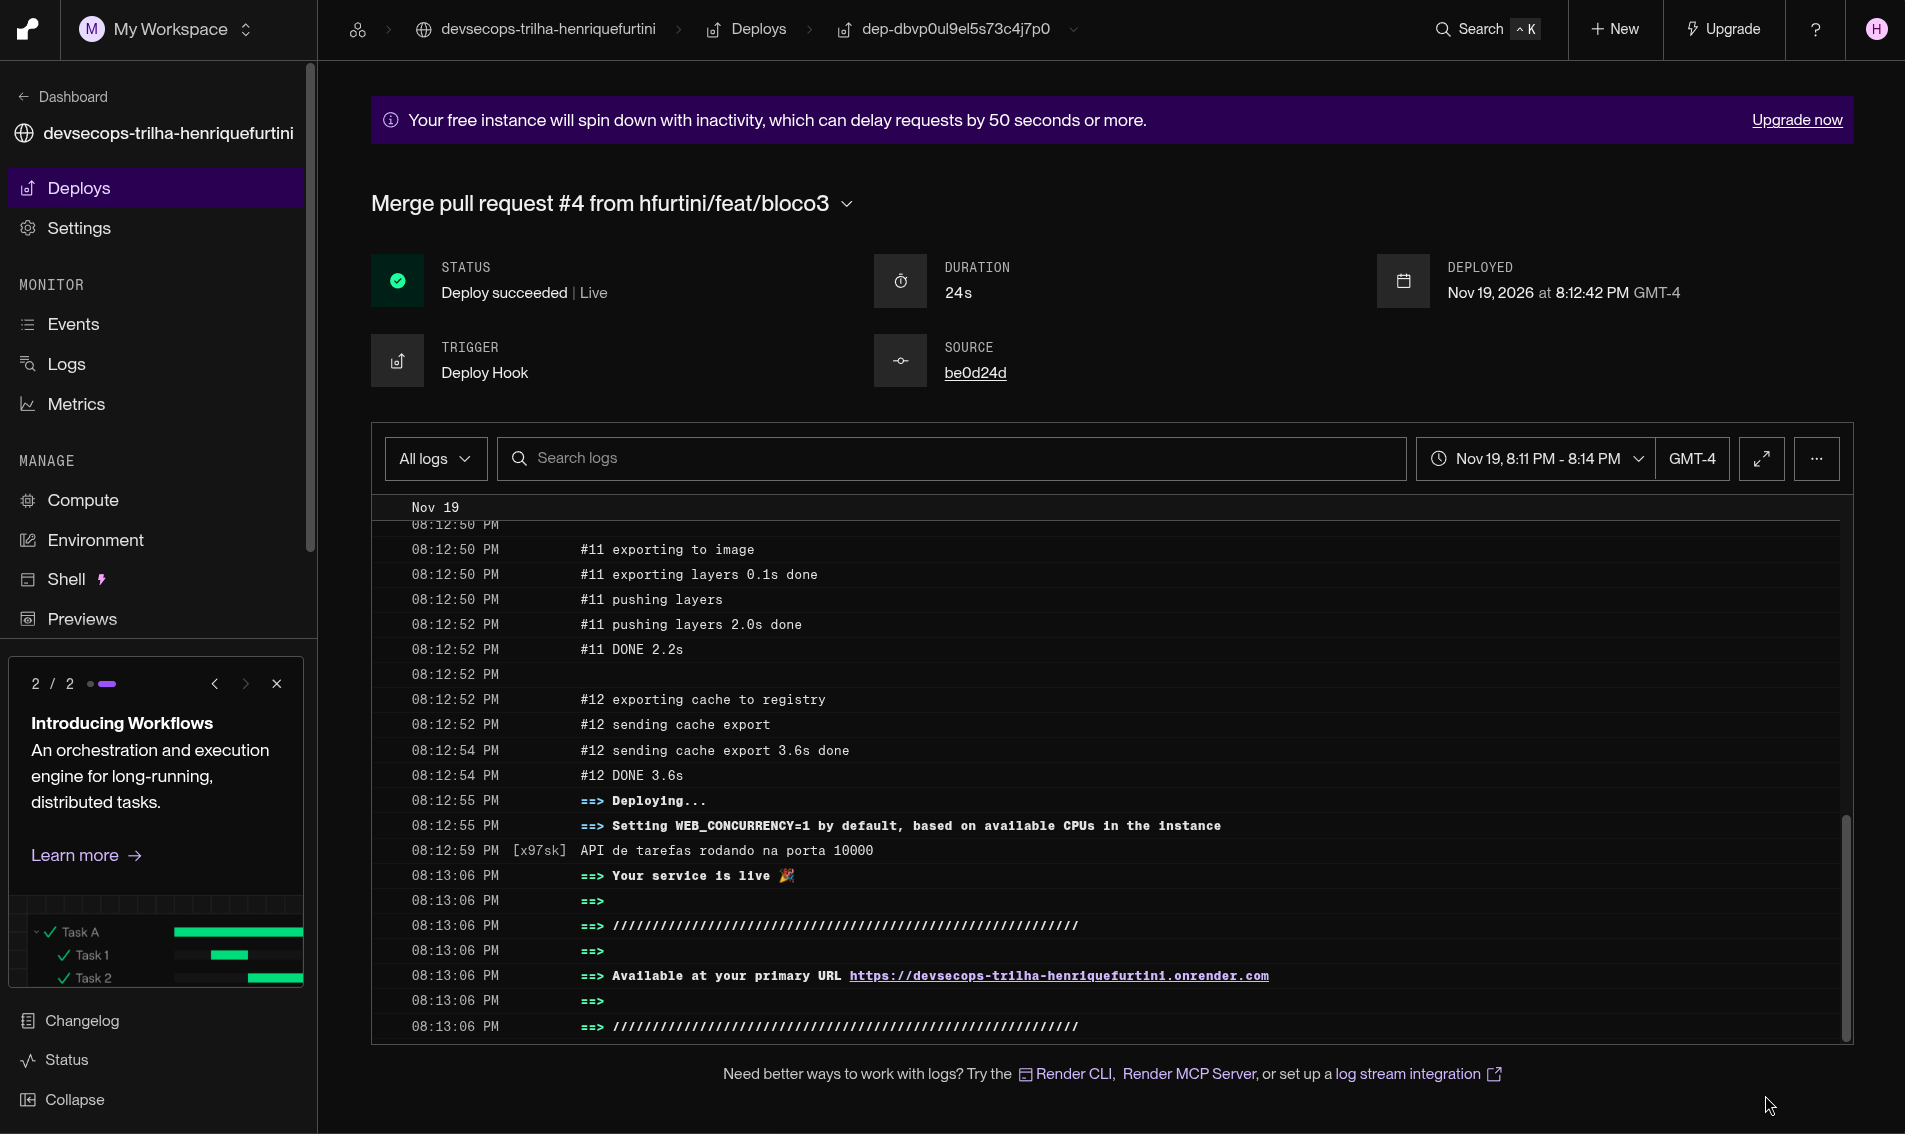 M My Workspace
devsecops-trilha-henriquefurtini
Deploys
dep-dbvp0ul9el5s73c4j7p0
Search ^ K
New
Upgrade
?
H
Dashboard
devsecops-trilha-henriquefurtini
Deploys
Settings
MONITOR
Events
Logs
Metrics
MANAGE
Compute
Environment
Shell
Previews
2 / 2
Introducing Workflows
An orchestration and execution
engine for long-running,
distributed tasks.
Learn more →
Task A
Task 1
Task 2
Changelog
Status
Collapse
Your free instance will spin down with inactivity, which can delay requests by 50 seconds or more.
Upgrade now
Merge pull request #4 from hfurtini/feat/bloco3
STATUS
Deploy succeeded | Live
DURATION
24s
DEPLOYED
Nov 19, 2026 at 8:12:42 PM GMT-4
TRIGGER
Deploy Hook
SOURCE
be0d24d
All logs
Search logs
Nov 19, 8:11 PM - 8:14 PM
GMT-4
...
Nov 19
08:12:50 PM
08:12:50 PM #11 exporting to image
08:12:50 PM #11 exporting layers 0.1s done
08:12:50 PM #11 pushing layers
08:12:52 PM #11 pushing layers 2.0s done
08:12:52 PM #11 DONE 2.2s
08:12:52 PM
08:12:52 PM #12 exporting cache to registry
08:12:52 PM #12 sending cache export
08:12:54 PM #12 sending cache export 3.6s done
08:12:54 PM #12 DONE 3.6s
08:12:55 PM ==> Deploying...
08:12:55 PM ==> Setting WEB_CONCURRENCY=1 by default, based on available CPUs in the instance
08:12:59 PM [x97sk] API de tarefas rodando na porta 10000
08:13:06 PM ==> Your service is live 🎉
08:13:06 PM ==>
08:13:06 PM ==> ///////////////////////////////////////////////////////////
08:13:06 PM ==>
08:13:06 PM ==> Available at your primary URL https://devsecops-trilha-henriquefurtini.onrender.com
08:13:06 PM ==>
08:13:06 PM ==> ///////////////////////////////////////////////////////////
Need better ways to work with logs? Try the Render CLI, Render MCP Server, or set up a log stream integration